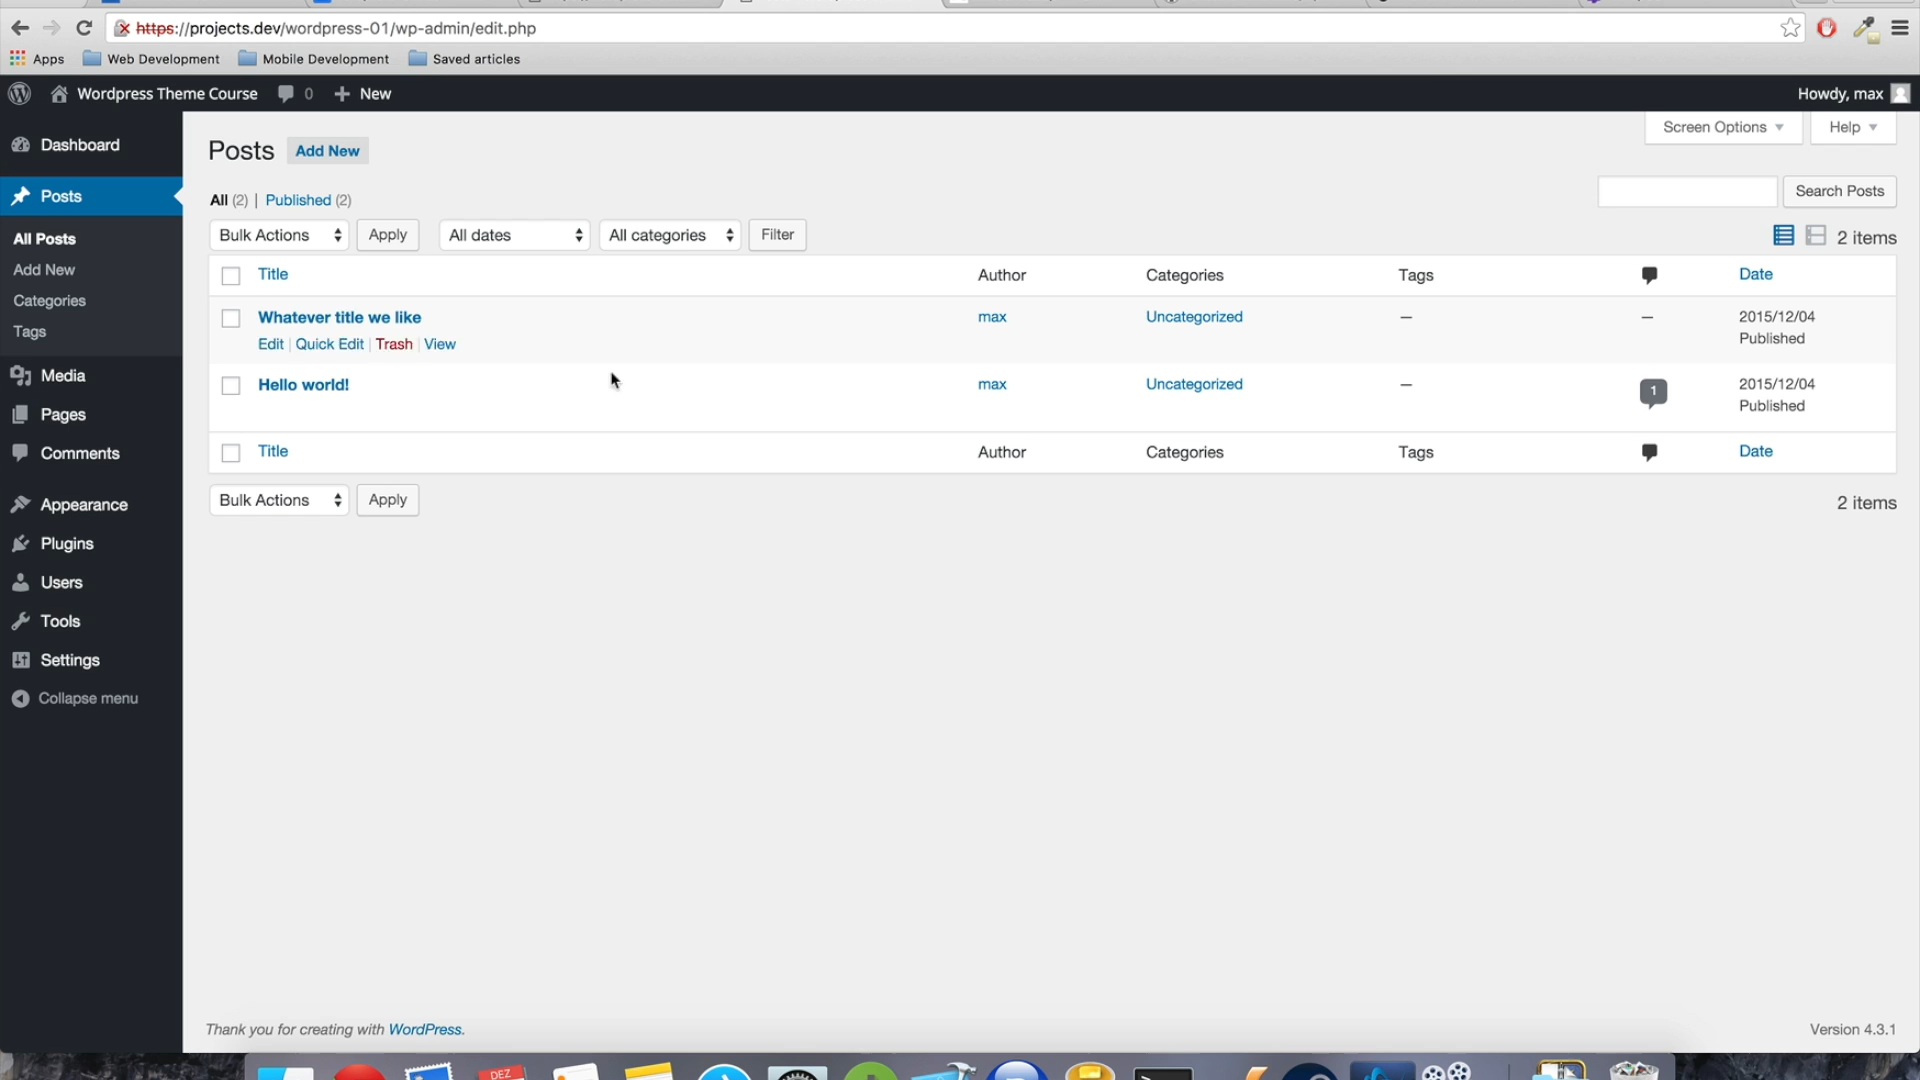 https://projects.dev/wordpress-01/wp-admin/edit.php
Apps Web Development Mobile Development Saved articles
Wordpress Theme Course 0 New Howdy, max
Screen Options Help
Dashboard
Posts
All Posts
Add New
Categories
Tags
Media
Pages
Comments
Appearance
Plugins
Users
Tools
Settings
Collapse menu
Posts Add New
All (2) | Published (2)
Search Posts
Bulk Actions Apply All dates All categories Filter 2 items
Title Author Categories Tags Date
Whatever title we like max Uncategorized — — 2015/12/04
Edit | Quick Edit | Trash | View Published
Hello world! max Uncategorized — 1 2015/12/04
Published
Title Author Categories Tags Date
Bulk Actions Apply 2 items
Thank you for creating with WordPress. Version 4.3.1
DEZ